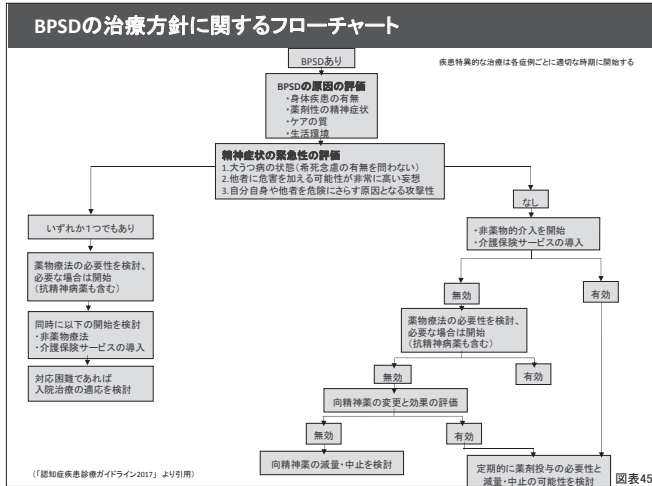 BPSDの治療方針に関するフローチャート
BPSDあり
疾患特異的な治療は各症例ごとに適切な時期に開始する
BPSDの原因の評価
・身体疾患の有無
・薬剤性の精神症状
・ケアの質
・生活環境
精神症状の緊急性の評価
1.大うつ病の状態(希死念慮の有無を問わない)
2.他者に危害を加える可能性が非常に高い妄想
3.自分自身や他者を危険にさらす原因となる攻撃性
いずれか1つでもあり
なし
薬物療法の必要性を検討、
必要な場合は開始
(抗精神病薬も含む)
同時に以下の開始を検討
・非薬物療法
・介護保険サービスの導入
対応困難であれば
入院治療の適応を検討
・非薬物的介入を開始
・介護保険サービスの導入
無効
有効
薬物療法の必要性を検討、
必要な場合は開始
(抗精神病薬も含む)
無効
有効
向精神薬の変更と効果の評価
無効
有効
向精神薬の減量・中止を検討
定期的に薬剤投与の必要性と
減量・中止の可能性を検討
(「認知症疾患診療ガイドライン2017」 より引用)
図表45